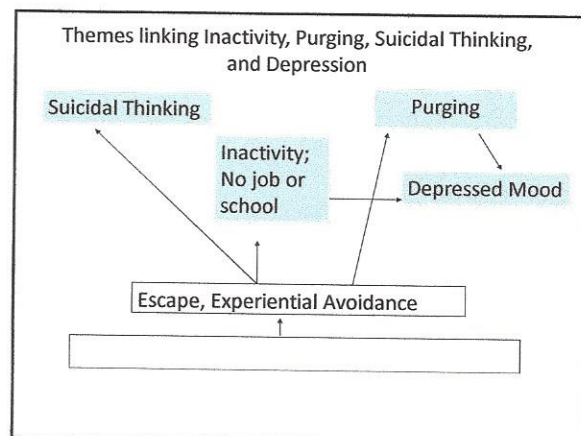 Themes linking Inactivity, Purging, Suicidal Thinking,
and Depression
Suicidal Thinking
Purging
Inactivity;
No job or
school
Depressed Mood
Escape, Experiential Avoidance